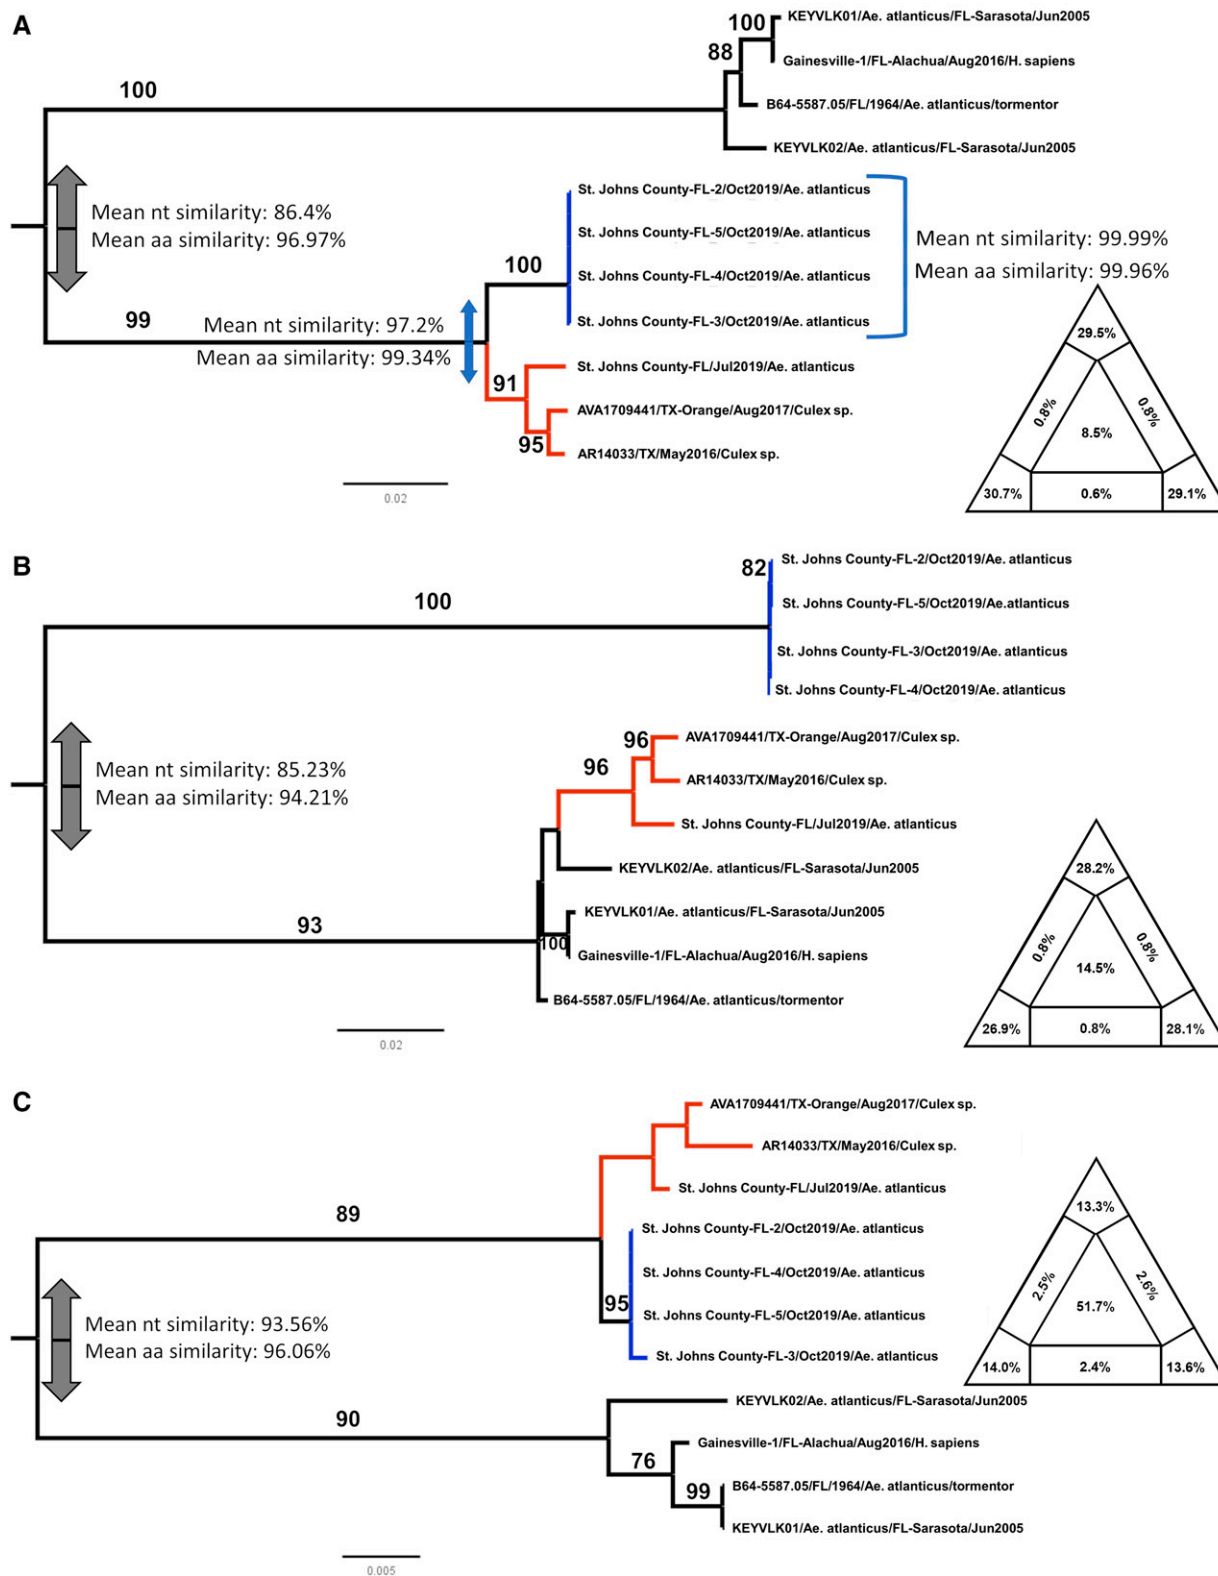 A
KEYVLK01/Ae. atlanticus/FL-Sarasota/Jun2005
100
Gainesville-1/FL-Alachua/Aug2016/H. sapiens
88
100
B64-5587.05/FL/1964/Ae. atlanticus/tormentor
KEYVLK02/Ae. atlanticus/FL-Sarasota/Jun2005
St. Johns County-FL-2/Oct2019/Ae. atlanticus
Mean nt similarity: 86.4%
Mean aa similarity: 96.97%
St. Johns County-FL-5/Oct2019/Ae. atlanticus
Mean nt similarity: 99.99%
Mean aa similarity: 99.96%
100
St. Johns County-FL-4/Oct2019/Ae. atlanticus
99
St. Johns County-FL-3/Oct2019/Ae. atlanticus
Mean nt similarity: 97.2%
Mean aa similarity: 99.34%
St. Johns County-FL/Jul2019/Ae. atlanticus
91
AVA1709441/TX-Orange/Aug2017/Culex sp.
95
AR14033/TX/May2016/Culex sp.
0.02
29.5%
0.8%
0.8%
8.5%
30.7%
0.6%
29.1%
B
82
St. Johns County-FL-2/Oct2019/Ae. atlanticus
100
St. Johns County-FL-5/Oct2019/Ae.atlanticus
St. Johns County-FL-3/Oct2019/Ae. atlanticus
St. Johns County-FL-4/Oct2019/Ae. atlanticus
96
AVA1709441/TX-Orange/Aug2017/Culex sp.
Mean nt similarity: 85.23%
Mean aa similarity: 94.21%
96
AR14033/TX/May2016/Culex sp.
St. Johns County-FL/Jul2019/Ae. atlanticus
KEYVLK02/Ae. atlanticus/FL-Sarasota/Jun2005
93
KEYVLK01/Ae. atlanticus/FL-Sarasota/Jun2005
100
Gainesville-1/FL-Alachua/Aug2016/H. sapiens
B64-5587.05/FL/1964/Ae. atlanticus/tormentor
0.02
28.2%
0.8%
0.8%
14.5%
26.9%
0.8%
28.1%
C
AVA1709441/TX-Orange/Aug2017/Culex sp.
AR14033/TX/May2016/Culex sp.
St. Johns County-FL/Jul2019/Ae. atlanticus
89
St. Johns County-FL-2/Oct2019/Ae. atlanticus
St. Johns County-FL-4/Oct2019/Ae. atlanticus
95
St. Johns County-FL-5/Oct2019/Ae. atlanticus
Mean nt similarity: 93.56%
Mean aa similarity: 96.06%
St. Johns County-FL-3/Oct2019/Ae. atlanticus
KEYVLK02/Ae. atlanticus/FL-Sarasota/Jun2005
90
Gainesville-1/FL-Alachua/Aug2016/H. sapiens
76
99
B64-5587.05/FL/1964/Ae. atlanticus/tormentor
KEYVLK01/Ae. atlanticus/FL-Sarasota/Jun2005
0.005
13.3%
2.5%
2.6%
51.7%
14.0%
2.4%
13.6%